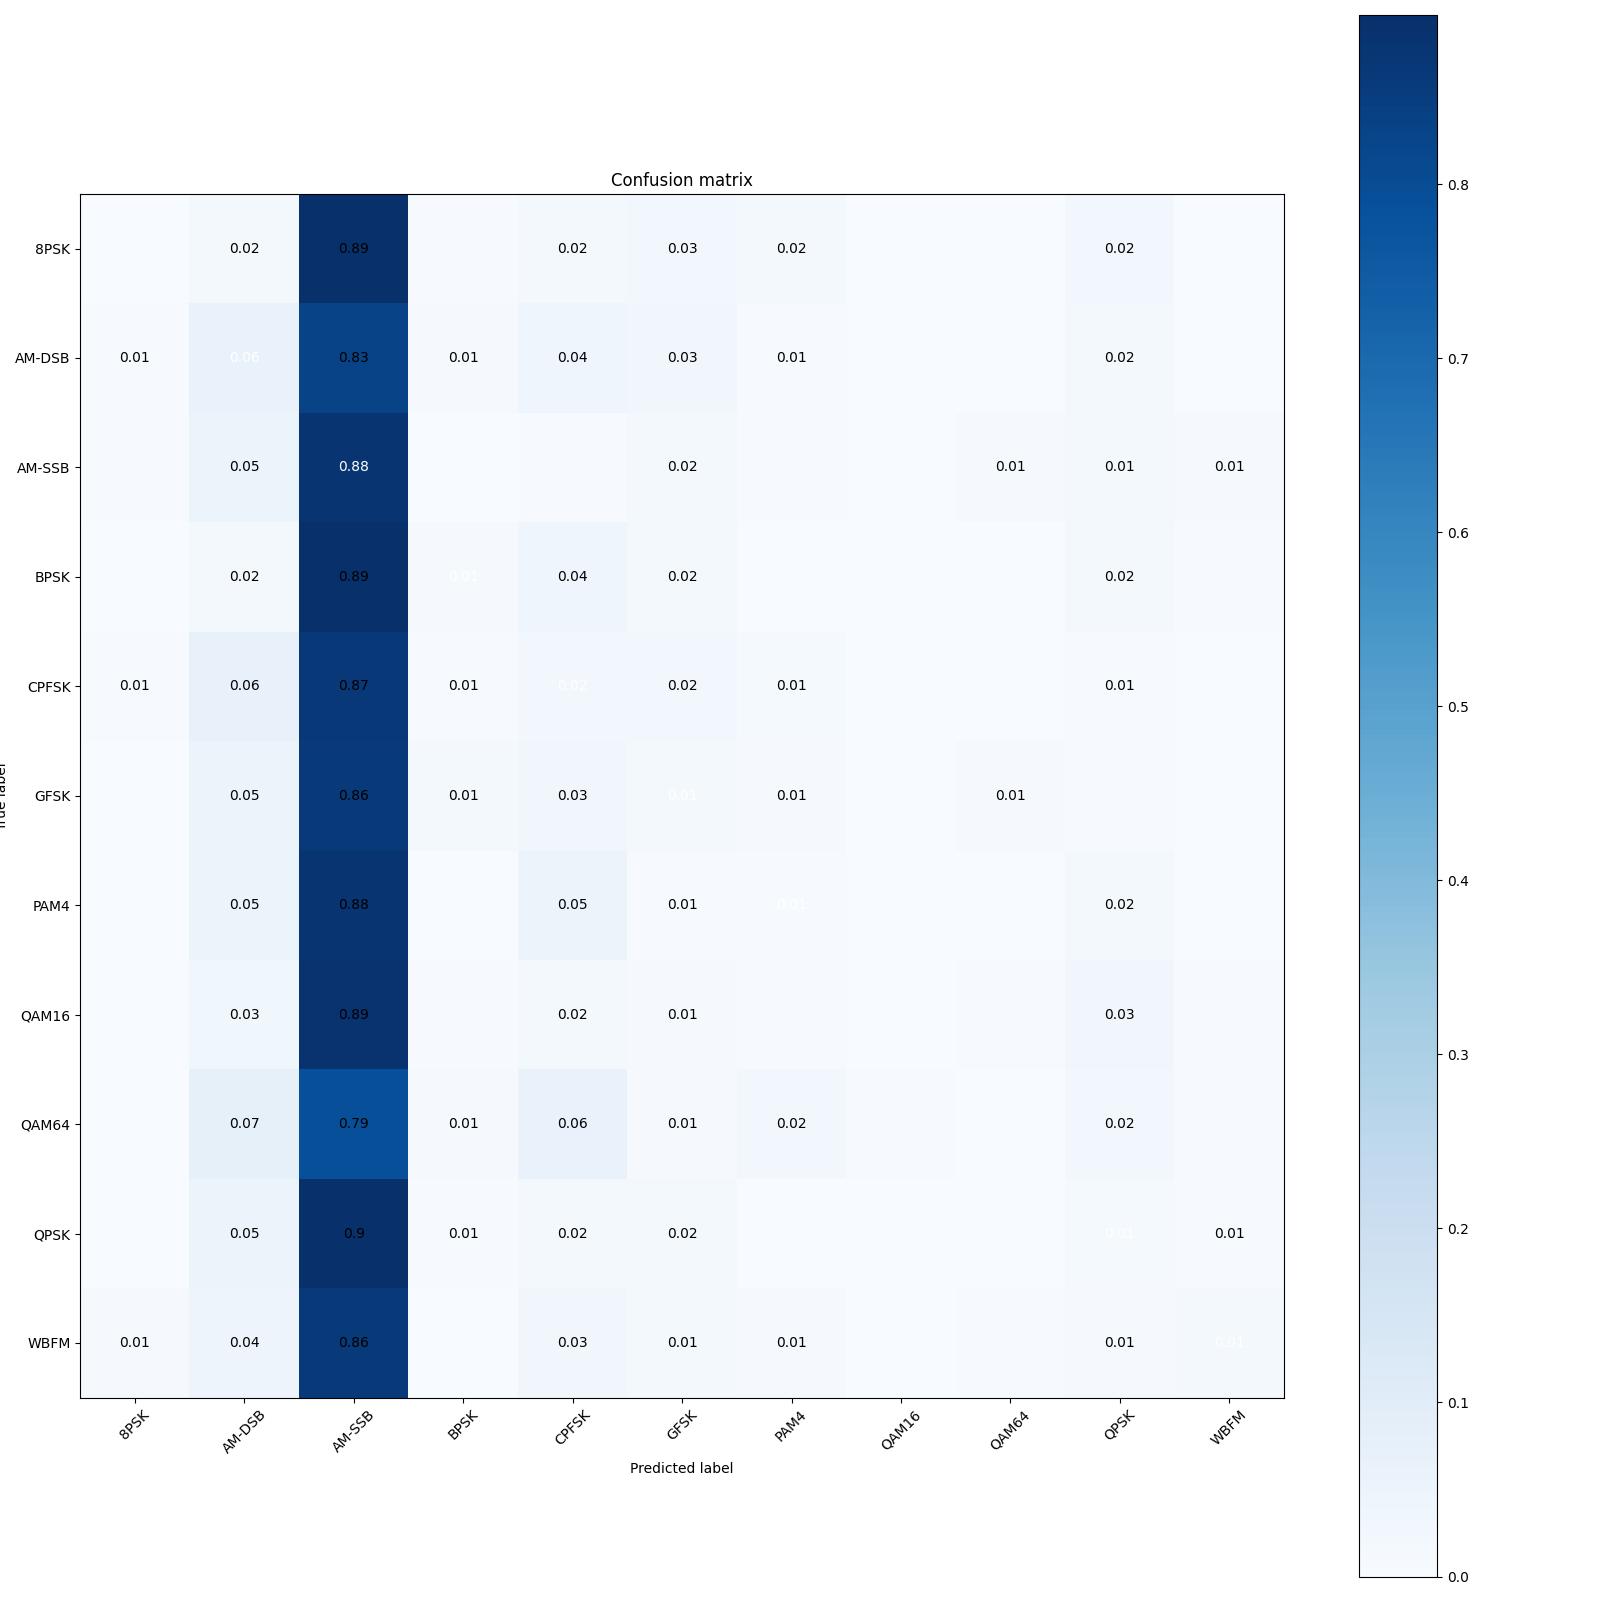 Confusion matrix
8PSK 0.02 0.89 0.02 0.03 0.02 0.02
AM-DSB 0.01 0.06 0.83 0.01 0.04 0.03 0.01 0.02
AM-SSB 0.05 0.88 0.02 0.01 0.01 0.01
BPSK 0.02 0.89 0.01 0.04 0.02 0.02
CPFSK 0.01 0.06 0.87 0.01 0.02 0.02 0.01 0.01
GFSK 0.05 0.86 0.01 0.03 0.01 0.01 0.01
PAM4 0.05 0.88 0.05 0.01 0.01 0.02
QAM16 0.03 0.89 0.02 0.01 0.03
QAM64 0.07 0.79 0.01 0.06 0.01 0.02 0.02
QPSK 0.05 0.9 0.01 0.02 0.02 0.01 0.01
WBFM 0.01 0.04 0.86 0.03 0.01 0.01 0.01 0.01
8PSK AM-DSB AM-SSB BPSK CPFSK GFSK PAM4 QAM16 QAM64 QPSK WBFM
Predicted label
True label
0.8
0.7
0.6
0.5
0.4
0.3
0.2
0.1
0.0